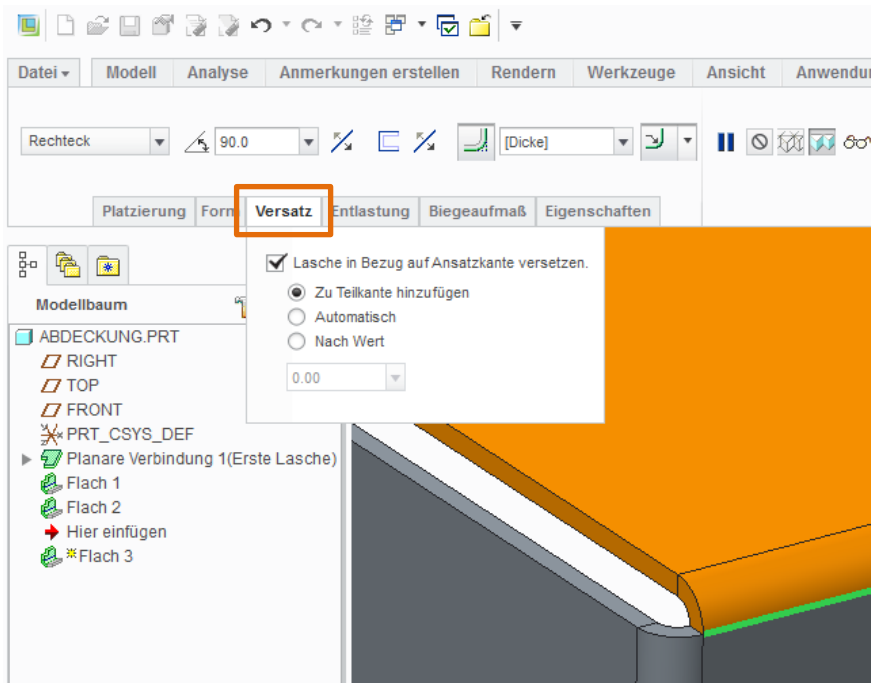 Datei Modell Analyse Anmerkungen erstellen Rendern Werkzeuge Ansicht
Rechteck 90.0 [Dicke]
Platzierung Form Versatz Entlastung Biegeaufmaß Eigenschaften
Lasche in Bezug auf Ansatzkante versetzen.
Zu Teilkante hinzufügen
Automatisch
Nach Wert
0.00
Modellbaum
ABDECKUNG.PRT
RIGHT
TOP
FRONT
PRT_CSYS_DEF
Planare Verbindung 1(Erste Lasche)
Flach 1
Flach 2
Hier einfügen
Flach 3